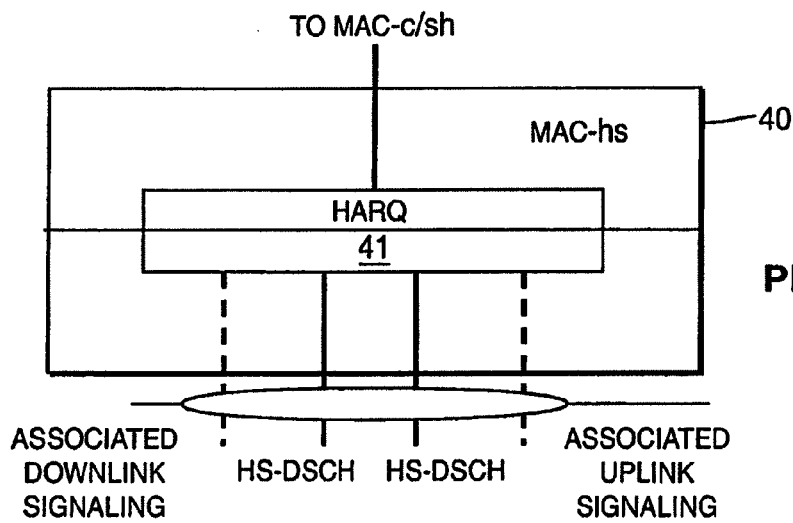 TO MAC-c/sh
MAC-hs
40
HARQ
41
ASSOCIATED
DOWNLINK
SIGNALING
HS-DSCH
HS-DSCH
ASSOCIATED
UPLINK
SIGNALING